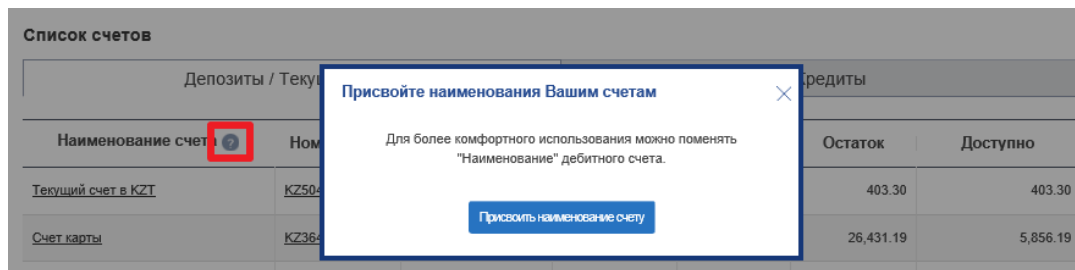 Список счетов
Депозиты / Теку
Кредиты
Присвойте наименования Вашим счетам
Наименование счета ?
Ном
Остаток
Доступно
Для более комфортного использования можно поменять
"Наименование" дебитного счета.
Текущий счет в KZT
KZ504
403.30
403.30
Присвоить наименование счету
Счет карты
KZ364
26,431.19
5,856.19